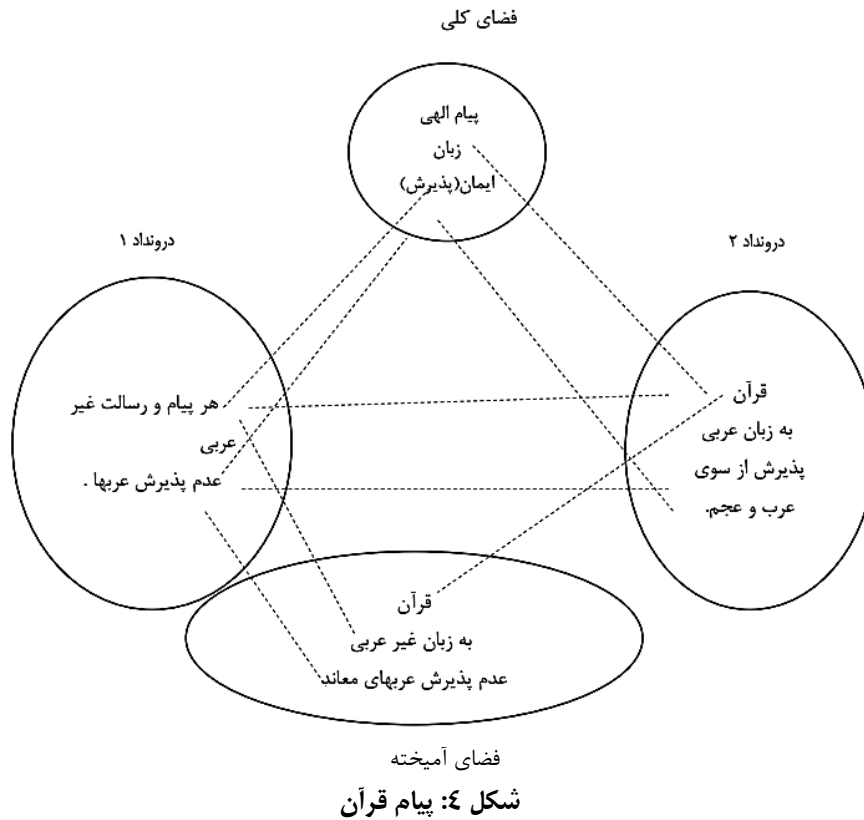 فضای کلی
پیام الهی
زبان
ایمان(پذیرش)
درونداد ۱
درونداد ۲
هر پیام و رسالت غیر
عربی
عدم پذیرش عربها .
قرآن
به زبان عربی
پذیرش از سوی
عرب و عجم.
قرآن
به زبان غیر عربی
عدم پذیرش عربهای معاند
فضای آمیخته
شکل ٤: پیام قرآن